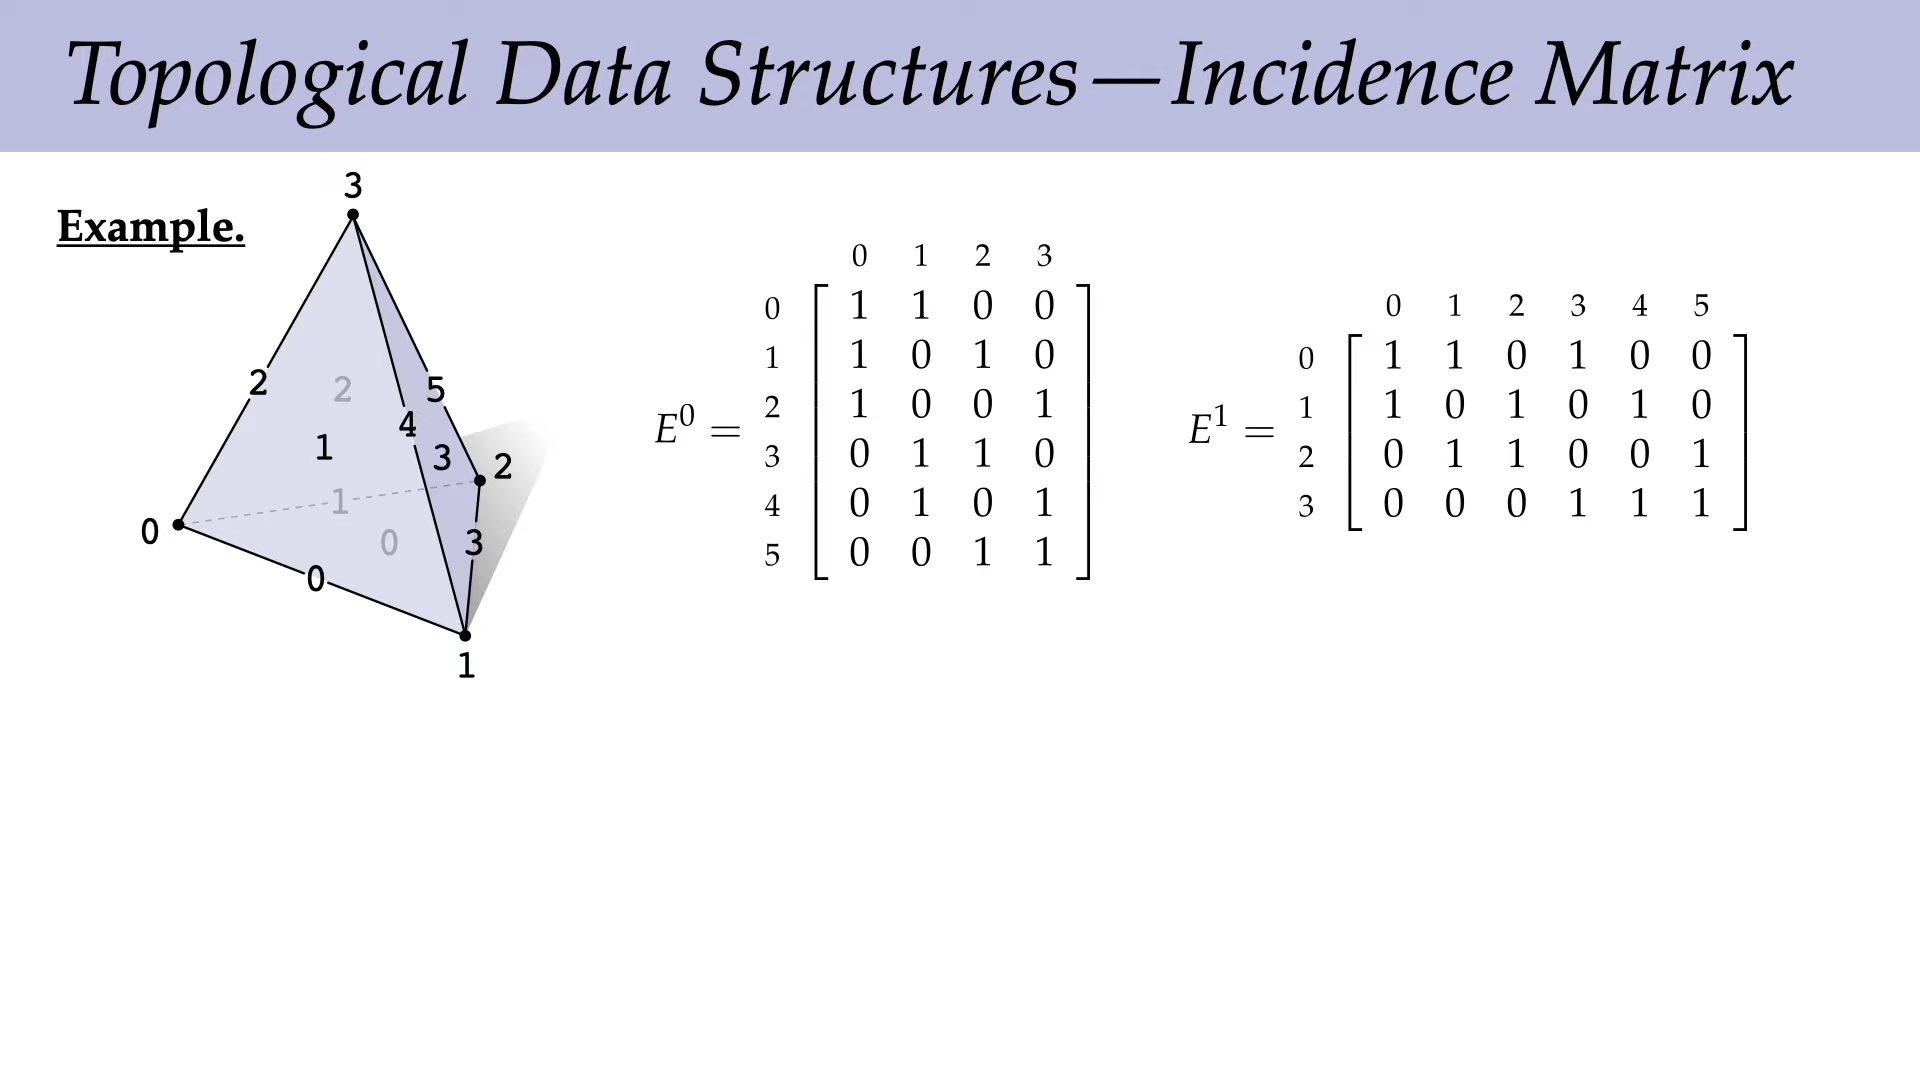 Topological Data Structures—Incidence Matrix
Example.
3
2
2
5
4
1
3
2
1
0
0
3
0
1
E⁰ =
0 1 2 3
0 1 1 0 0
1 1 0 1 0
2 1 0 0 1
3 0 1 1 0
4 0 1 0 1
5 0 0 1 1
E¹ =
0 1 2 3 4 5
0 1 1 0 1 0 0
1 1 0 1 0 1 0
2 0 1 1 0 0 1
3 0 0 0 1 1 1